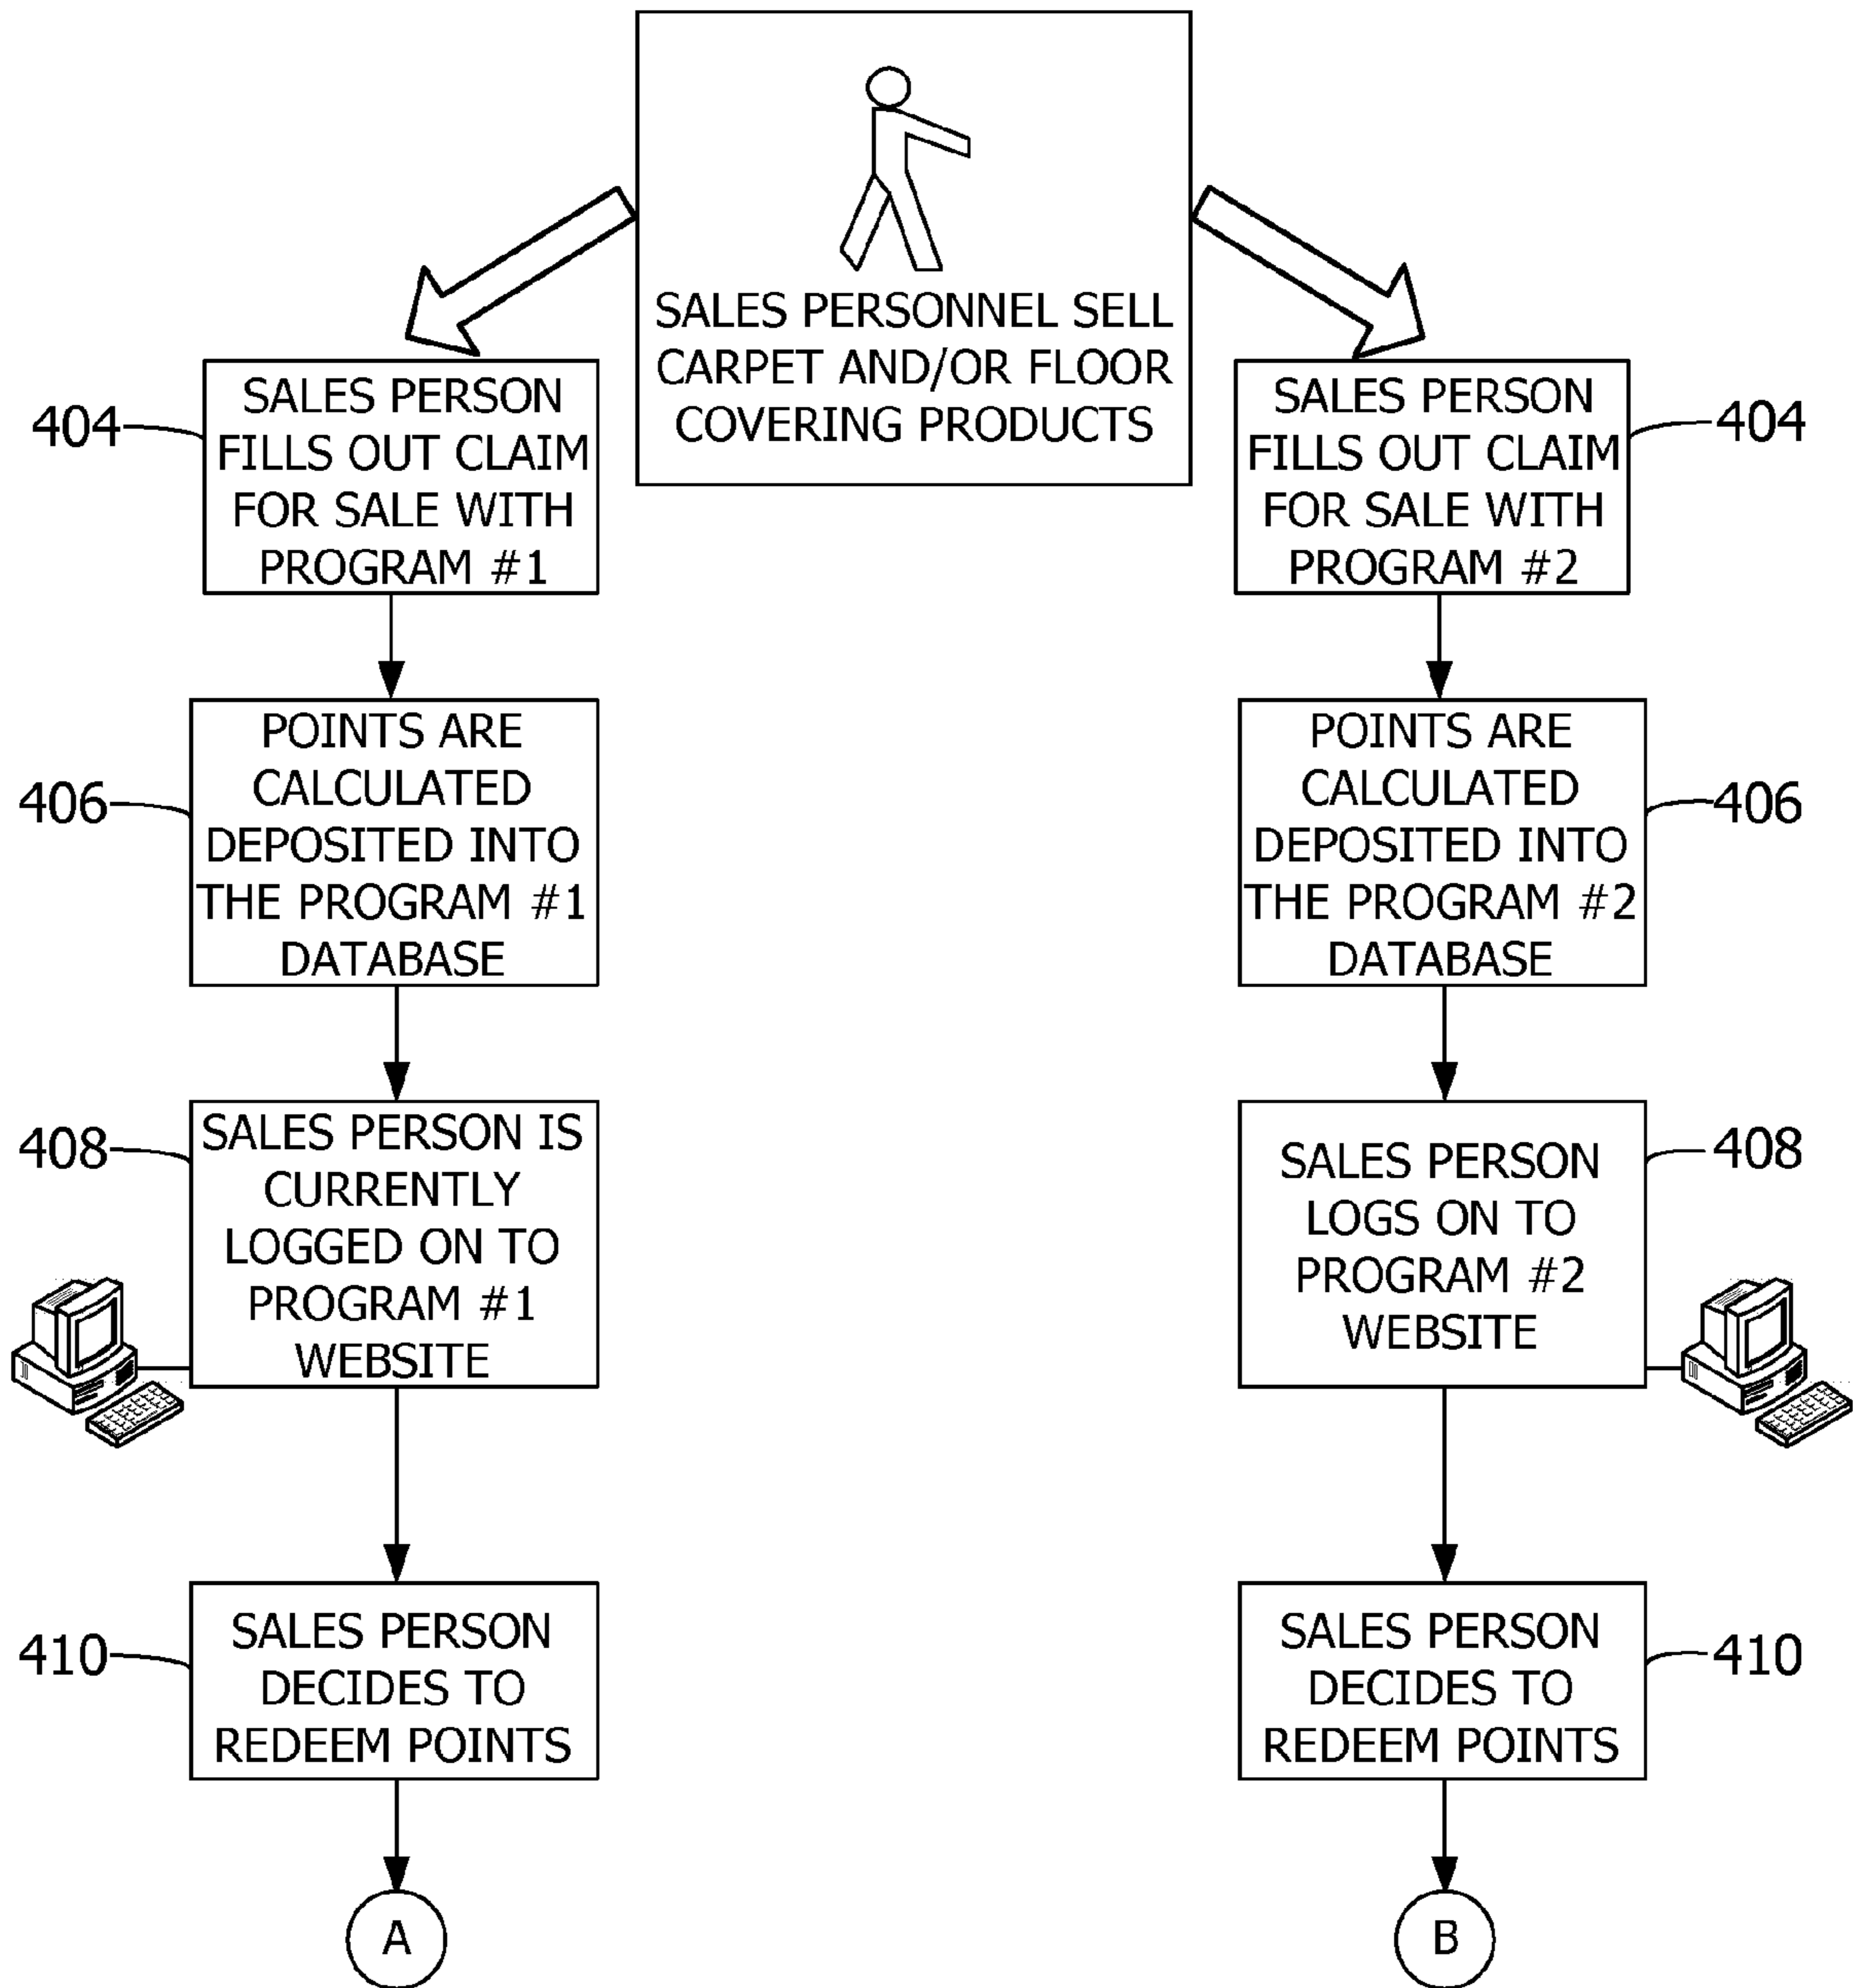 SALES PERSONNEL SELL
CARPET AND/OR FLOOR
COVERING PRODUCTS
404
SALES PERSON
FILLS OUT CLAIM
FOR SALE WITH
PROGRAM #1
SALES PERSON
FILLS OUT CLAIM
FOR SALE WITH
PROGRAM #2
404
406
POINTS ARE
CALCULATED
DEPOSITED INTO
THE PROGRAM #1
DATABASE
POINTS ARE
CALCULATED
DEPOSITED INTO
THE PROGRAM #2
DATABASE
406
408
SALES PERSON IS
CURRENTLY
LOGGED ON TO
PROGRAM #1
WEBSITE
SALES PERSON
LOGS ON TO
PROGRAM #2
WEBSITE
408
410
SALES PERSON
DECIDES TO
REDEEM POINTS
SALES PERSON
DECIDES TO
REDEEM POINTS
410
A
B